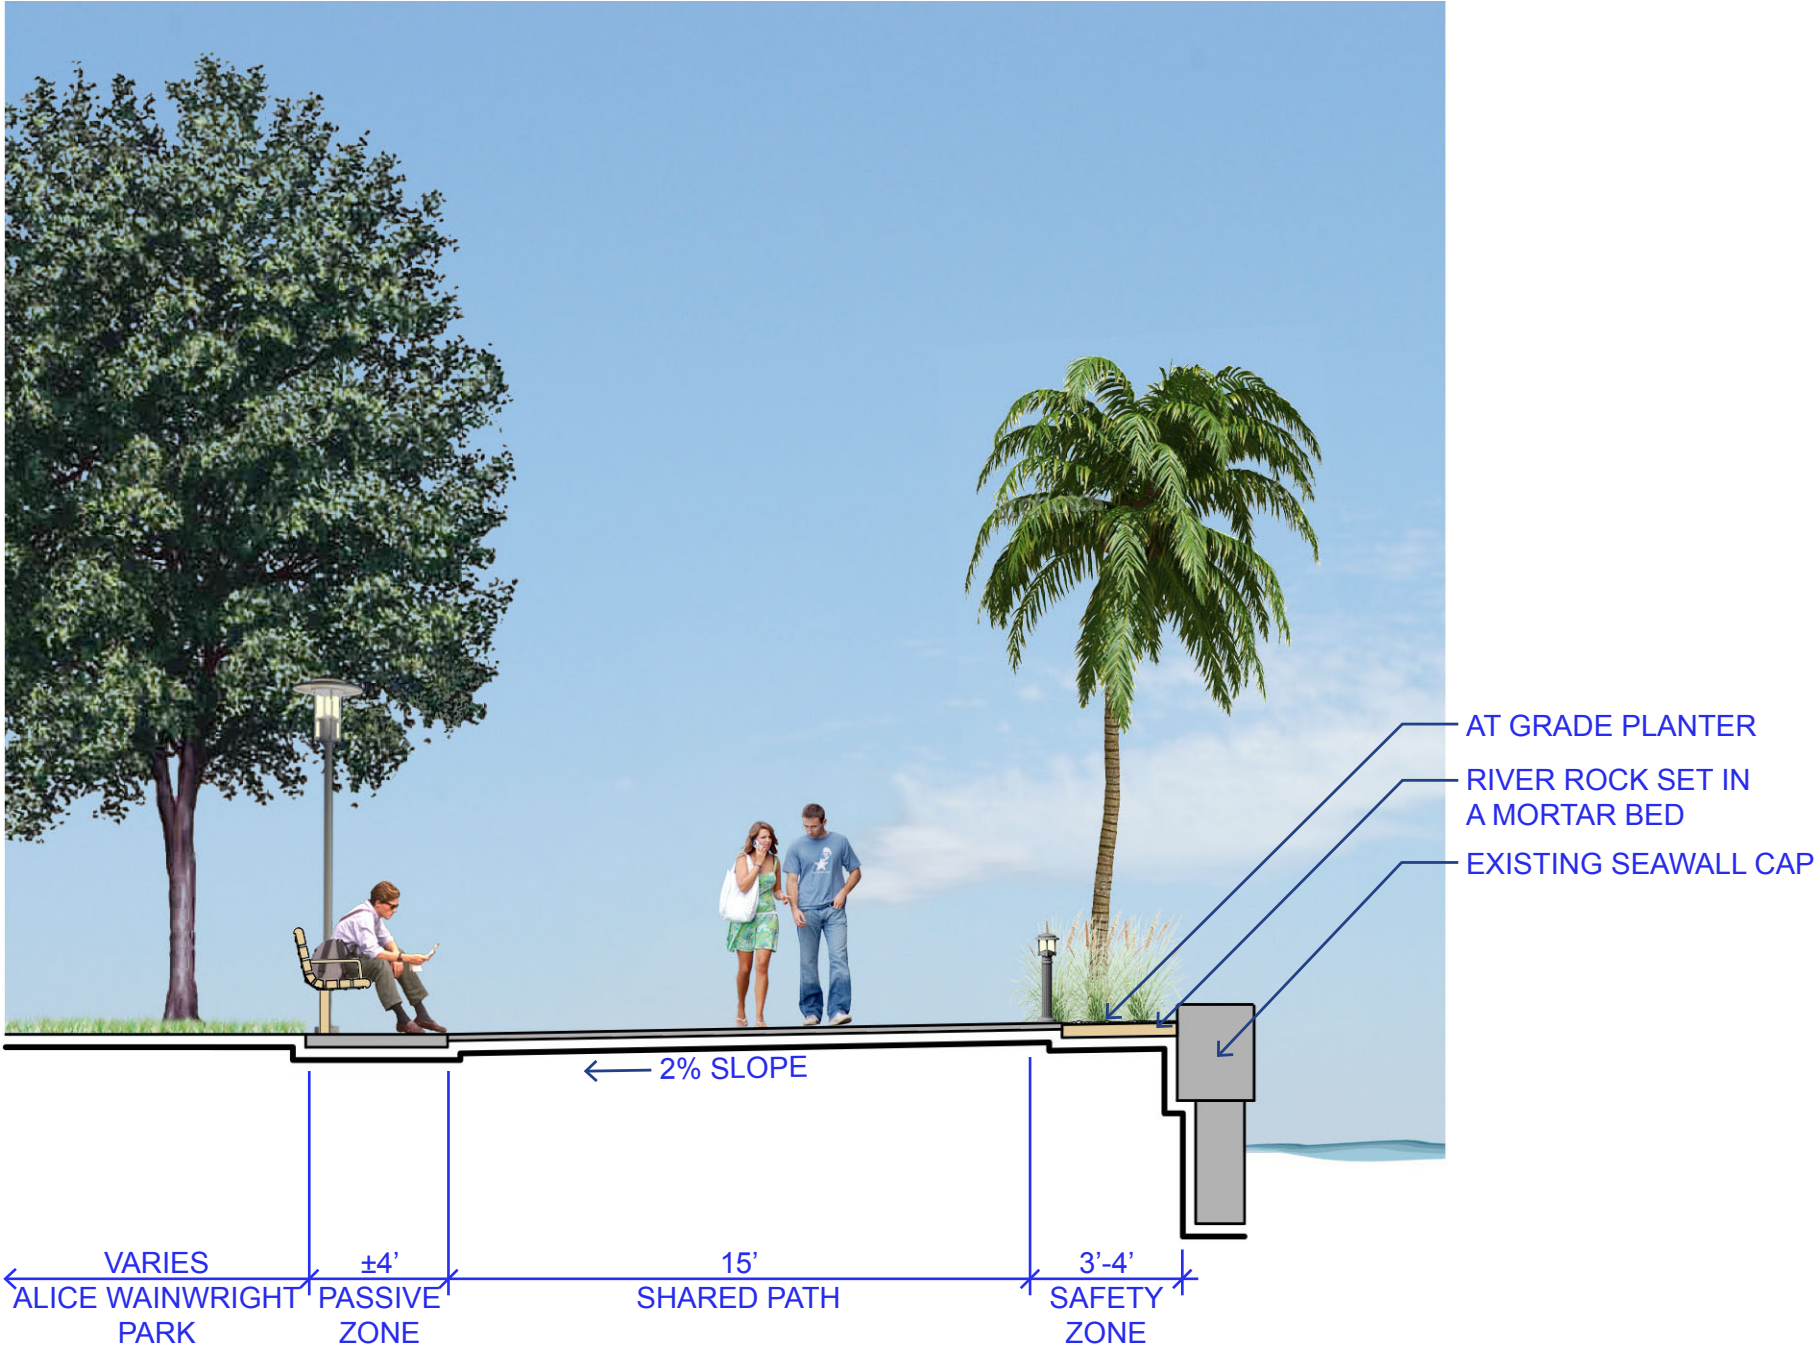 AT GRADE PLANTER
RIVER ROCK SET IN
A MORTAR BED
EXISTING SEAWALL CAP
2% SLOPE
VARIES
ALICE WAINWRIGHT
PARK
±4’
PASSIVE
ZONE
15’
SHARED PATH
3’-4’
SAFETY
ZONE